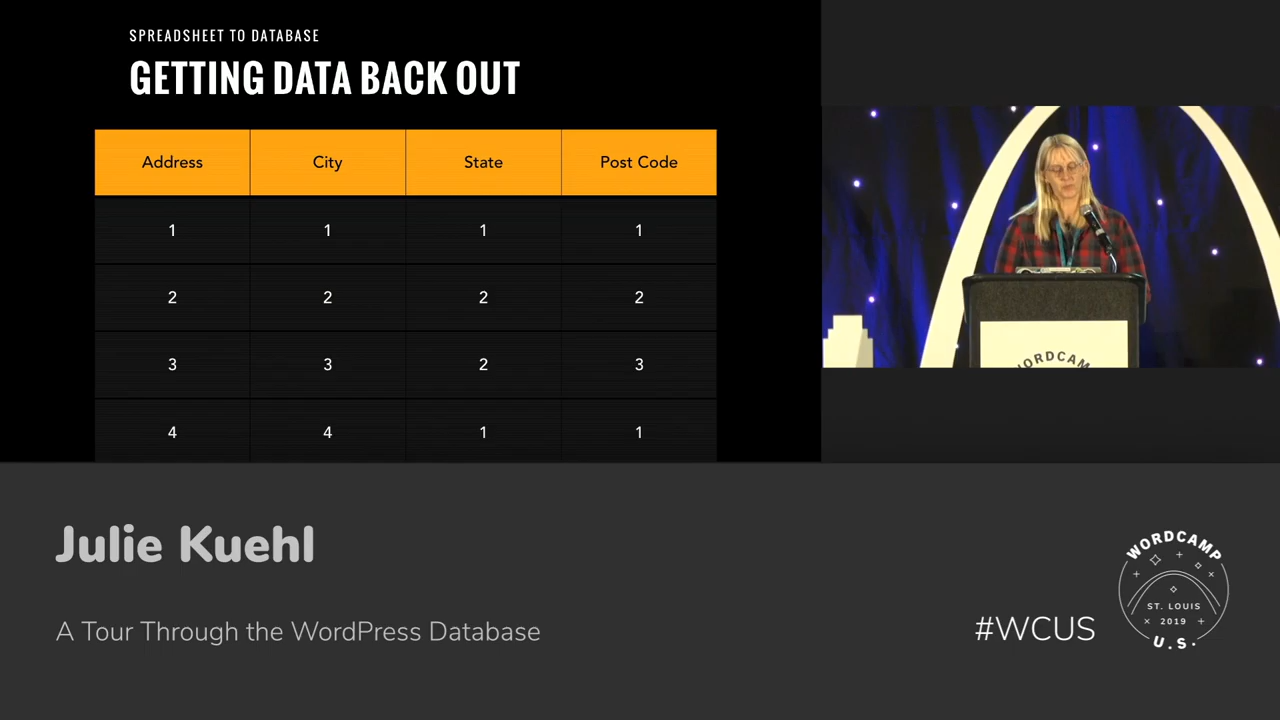 SPREADSHEET TO DATABASE
GETTING DATA BACK OUT
Address City State Post Code
1 1 1 1
2 2 2 2
3 3 2 3
4 4 1 1
WORDCAM
Julie Kuehl
A Tour Through the WordPress Database
#WCUS
WORDCAMP
ST. LOUIS
2019
U.S.